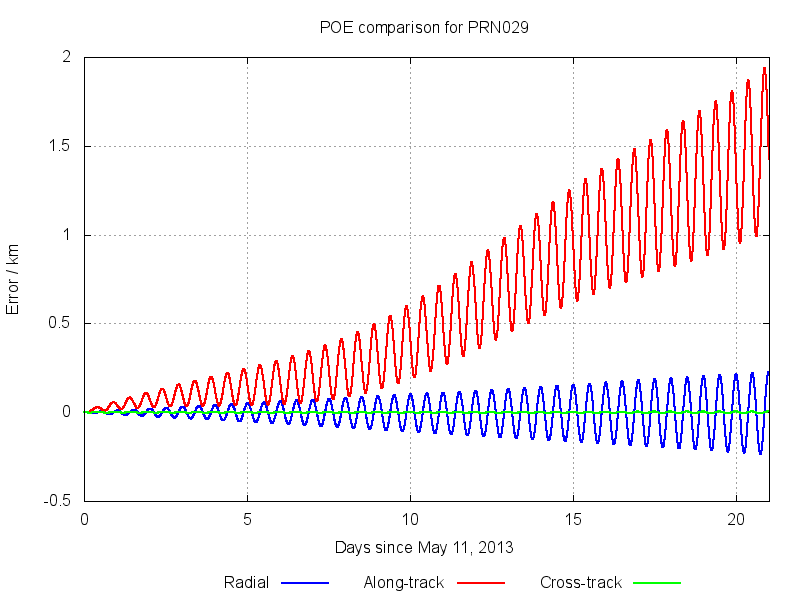 POE comparison for PRN029
2
1.5
1
0.5
0
-0.5
Error / km
0 5 10 15 20
Days since May 11, 2013
Radial Along-track Cross-track